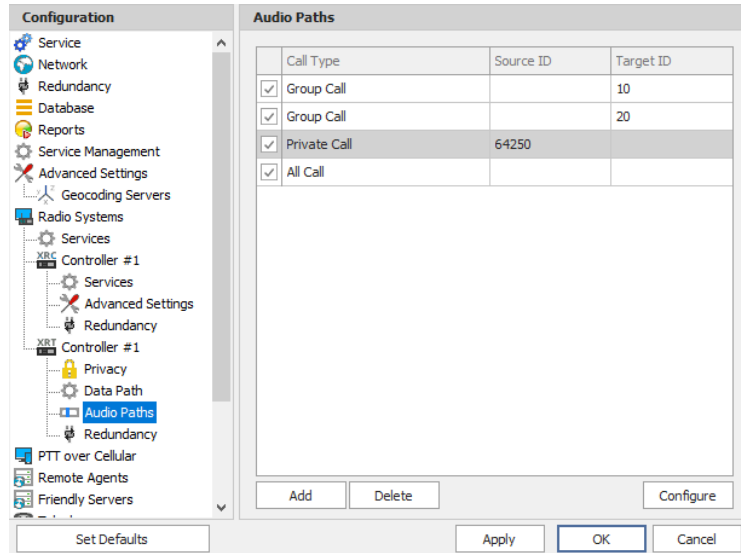 Configuration
Service
Network
Redundancy
Database
Reports
Service Management
Advanced Settings
Geocoding Servers
Radio Systems
Services
XRC Controller #1
Services
Advanced Settings
Redundancy
XRT Controller #1
Privacy
Data Path
Audio Paths
Redundancy
PTT over Cellular
Remote Agents
Friendly Servers
Audio Paths
Call Type Source ID Target ID
Group Call 10
Group Call 20
Private Call 64250
All Call
Add Delete Configure
Set Defaults Apply OK Cancel